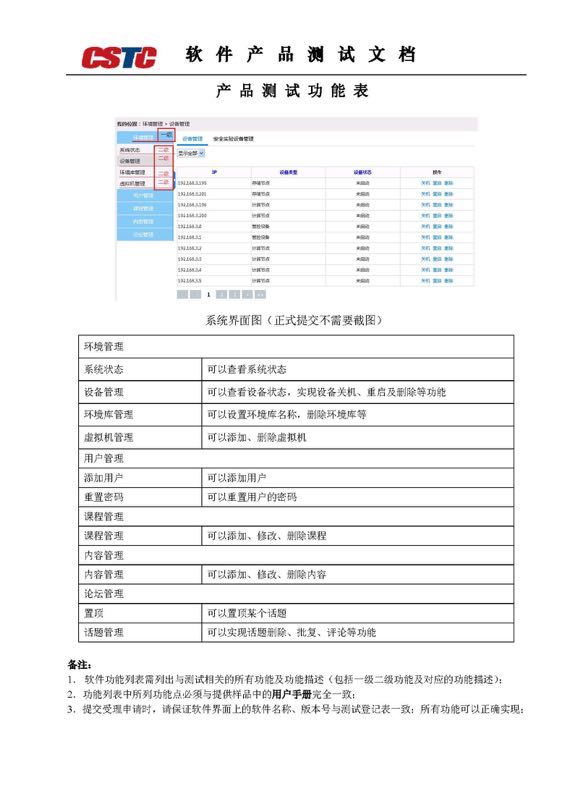 CSTC 软件产品测试文档
产品测试功能表
我的位置：环境管理 > 设备管理
环境管理 一级 设备管理 安全实验设备管理
系统状态 二级 显示全部
设备管理 二级
环境库管理 二级
虚拟机管理 二级
用户管理
课程管理
内容管理
论坛管理
IP 设备类型 设备状态 操作
192.168.3.195 存储节点 未启动 关机 重启 删除
192.168.3.201 存储节点 未启动 关机 重启 删除
192.168.3.196 计算节点 未启动 关机 重启 删除
192.168.3.200 计算节点 未启动 关机 重启 删除
192.168.3.8 管控设备 未启动 关机 重启 删除
192.168.3.1 管控设备 未启动 关机 重启 删除
192.168.3.2 计算节点 未启动 关机 重启 删除
192.168.3.3 计算节点 未启动 关机 重启 删除
192.168.3.4 计算节点 未启动 关机 重启 删除
192.168.3.5 计算节点 未启动 关机 重启 删除
1 2 3
系统界面图（正式提交不需要截图）
环境管理
系统状态 可以查看系统状态
设备管理 可以查看设备状态，实现设备关机、重启及删除等功能
环境库管理 可以设置环境库名称，删除环境库等
虚拟机管理 可以添加、删除虚拟机
用户管理
添加用户 可以添加用户
重置密码 可以重置用户的密码
课程管理
课程管理 可以添加、修改、删除课程
内容管理
内容管理 可以添加、修改、删除内容
论坛管理
置顶 可以置顶某个话题
话题管理 可以实现话题删除、批复、评论等功能
备注：
1. 软件功能列表需列出与测试相关的所有功能及功能描述（包括一级二级功能及对应的功能描述）；
2. 功能列表中所列功能点必须与提供样品中的用户手册完全一致；
3. 提交受理申请时，请保证软件界面上的软件名称、版本号与测试登记表一致；所有功能可以正确实现；